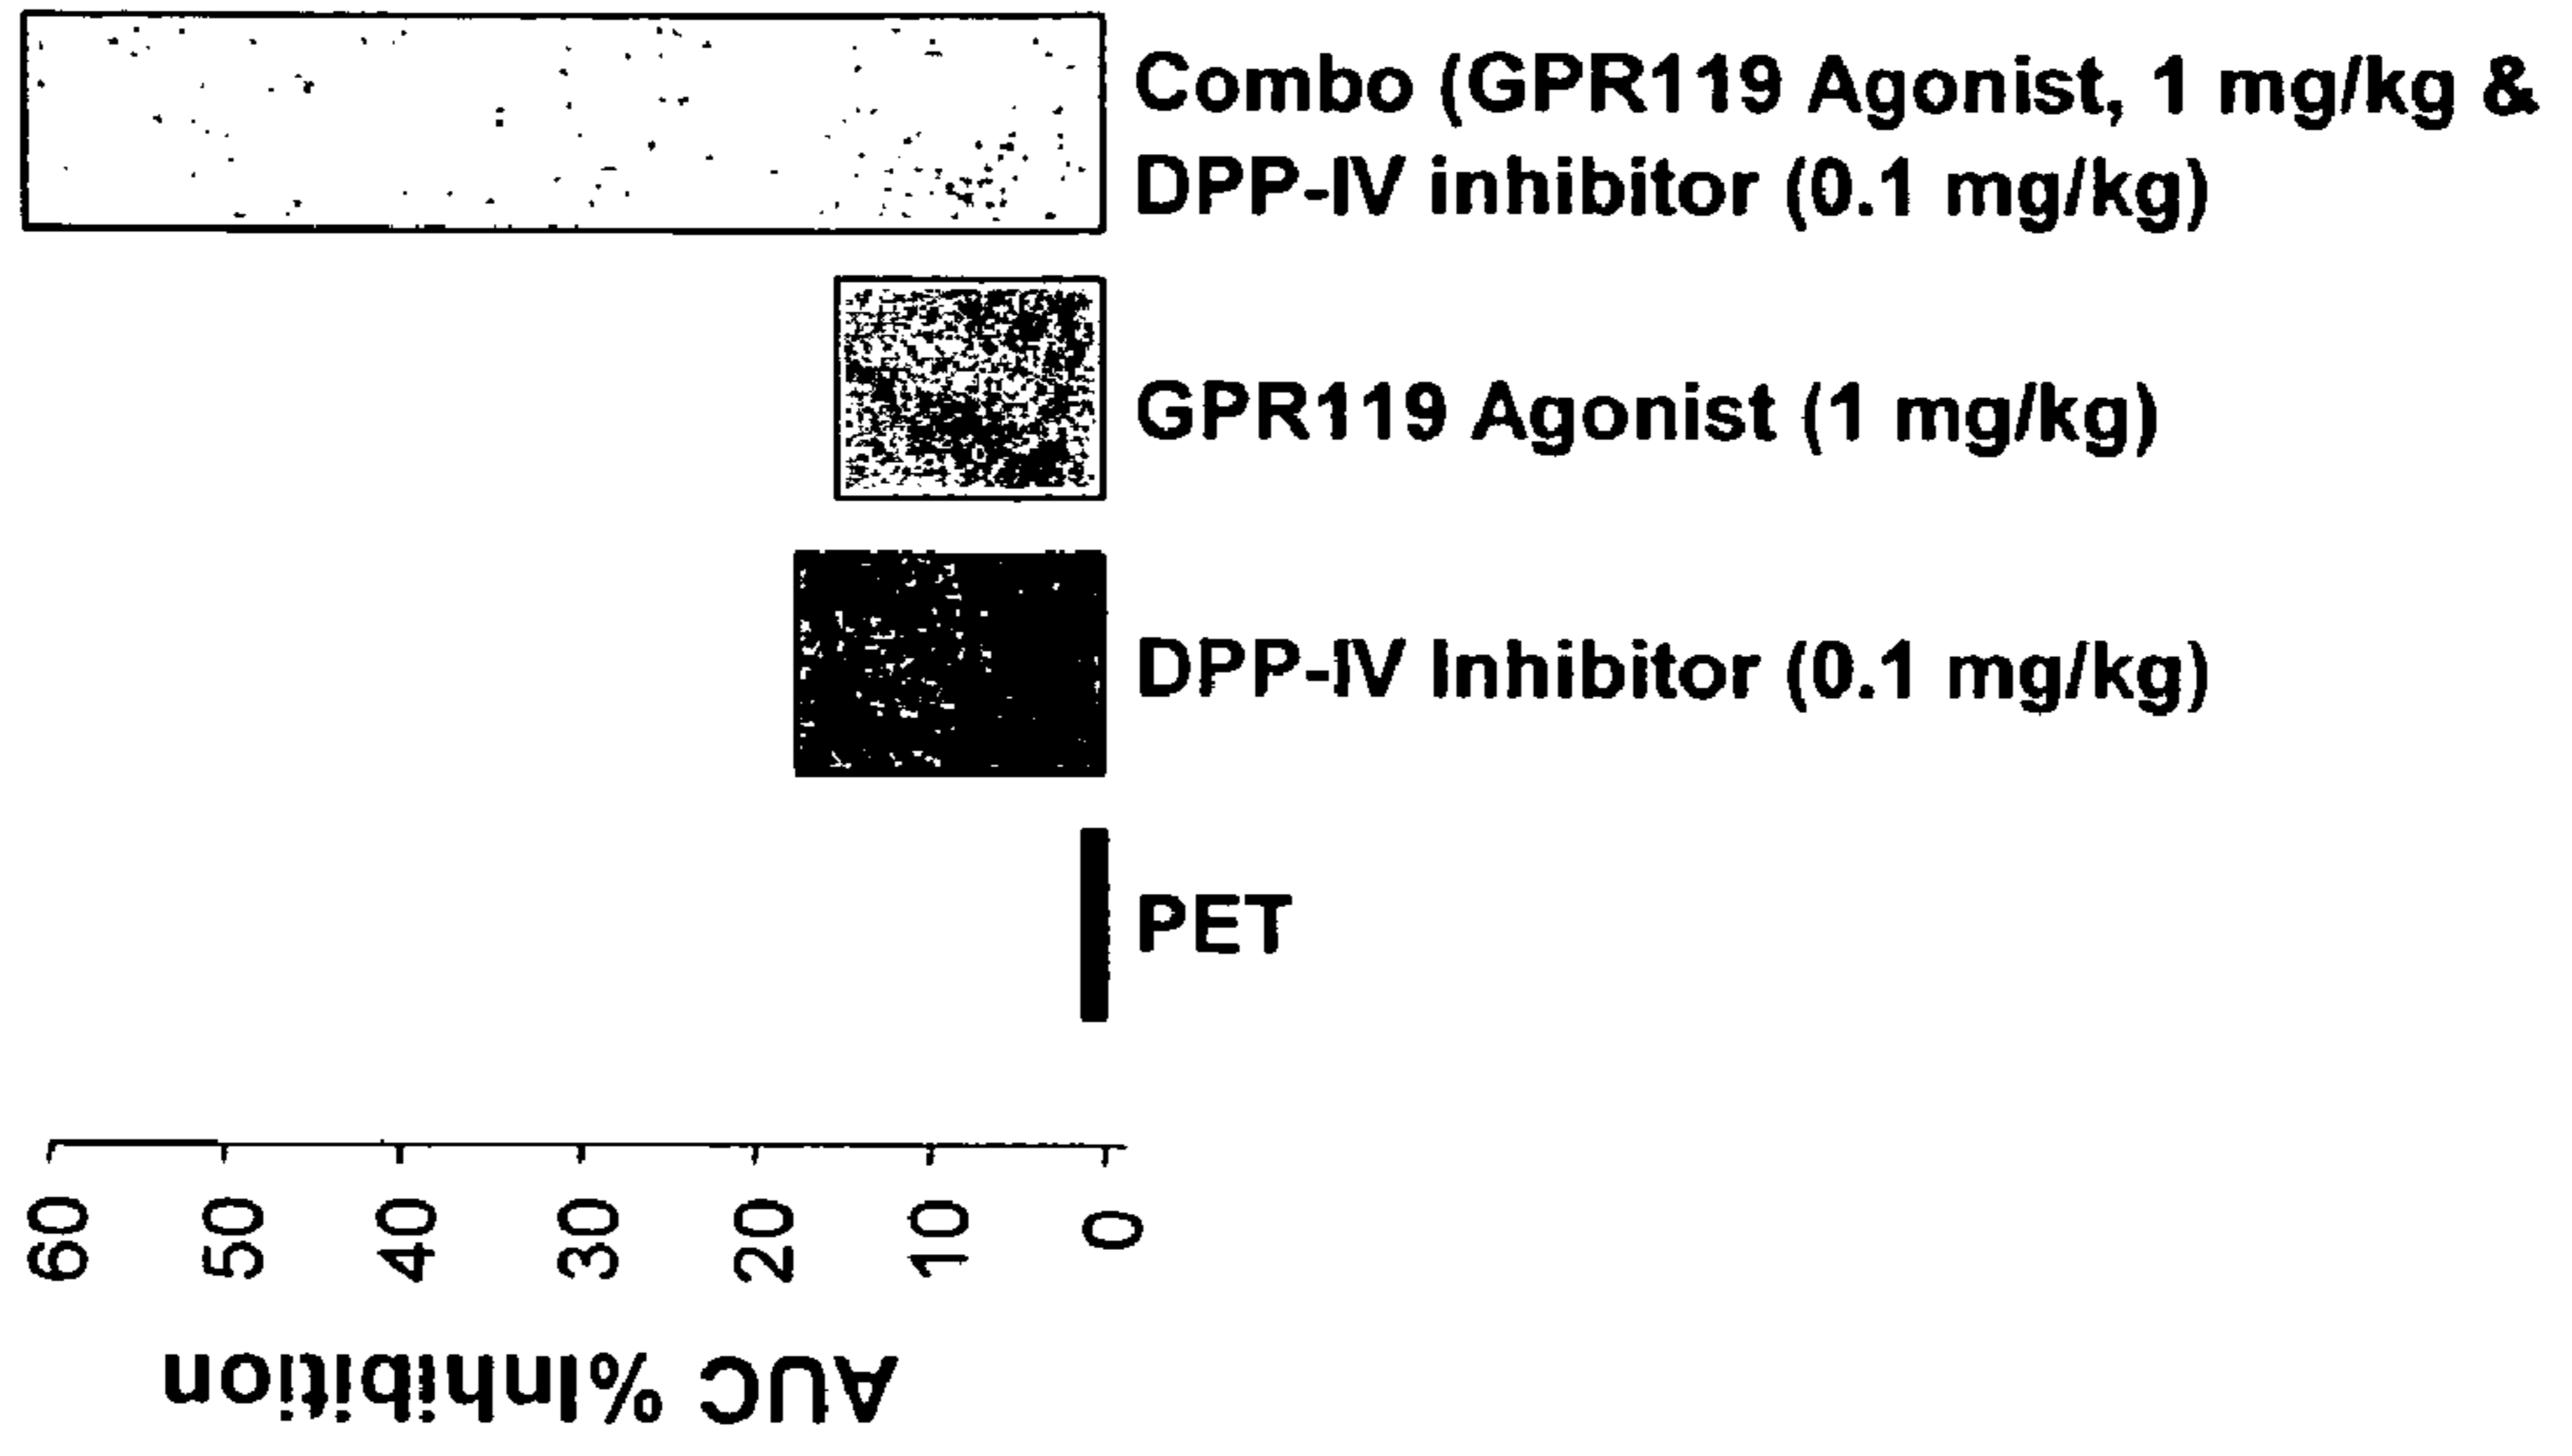 Combo (GPR119 Agonist, 1 mg/kg &
DPP-IV inhibitor (0.1 mg/kg)
GPR119 Agonist (1 mg/kg)
DPP-IV Inhibitor (0.1 mg/kg)
PET
60
50
40
30
20
10
0
AUC %Inhibition